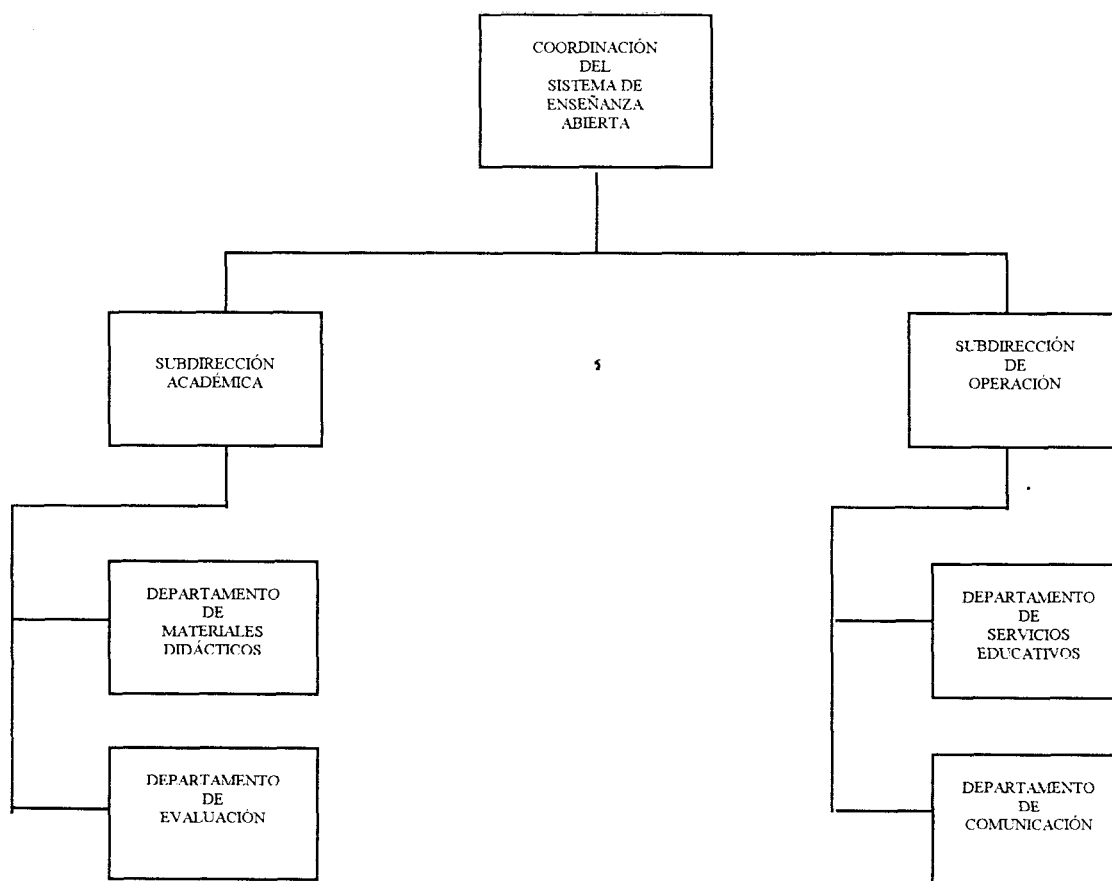 COORDINACIÓN
DEL
SISTEMA DE
ENSEÑANZA
ABIERTA
SUBDIRECCIÓN
ACADÉMICA
SUBDIRECCIÓN
DE
OPERACIÓN
DEPARTAMENTO
DE
MATERIALES
DIDÁCTICOS
DEPARTAMENTO
DE
SERVICIOS
EDUCATIVOS
DEPARTAMENTO
DE
EVALUACIÓN
DEPARTAMENTO
DE
COMUNICACIÓN